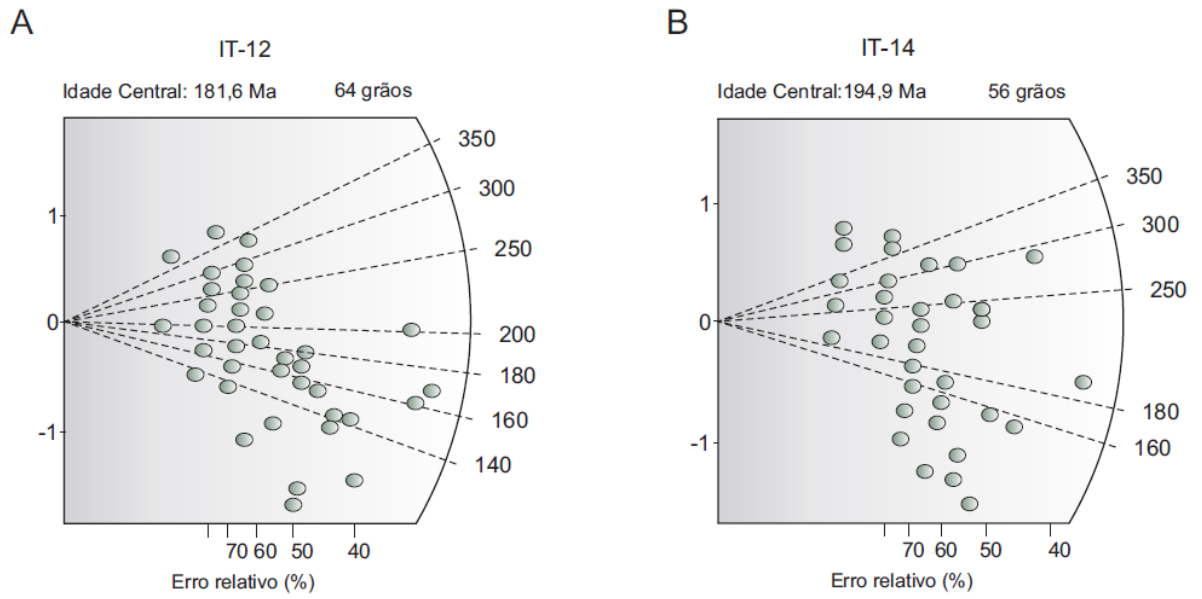 A
IT-12
Idade Central: 181,6 Ma 64 grãos
350
300
250
200
180
160
140
1
0
-1
70 60 50 40
Erro relativo (%)
B
IT-14
Idade Central:194,9 Ma 56 grãos
350
300
250
180
160
1
0
-1
70 60 50 40
Erro relativo (%)